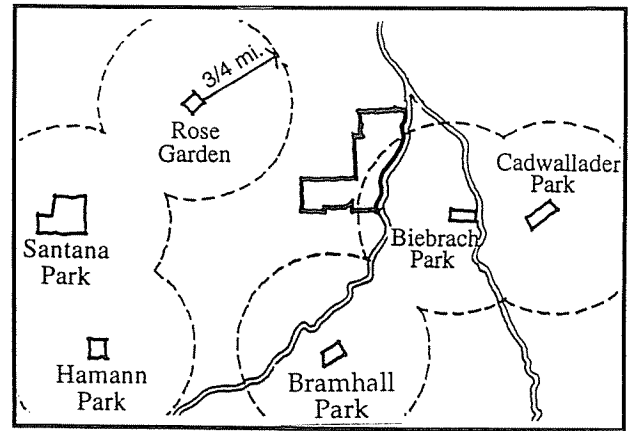 3/4 mi.
Rose
Garden
Cadwallader
Park
Santana
Park
Biebrach
Park
Hamann
Park
Bramhall
Park